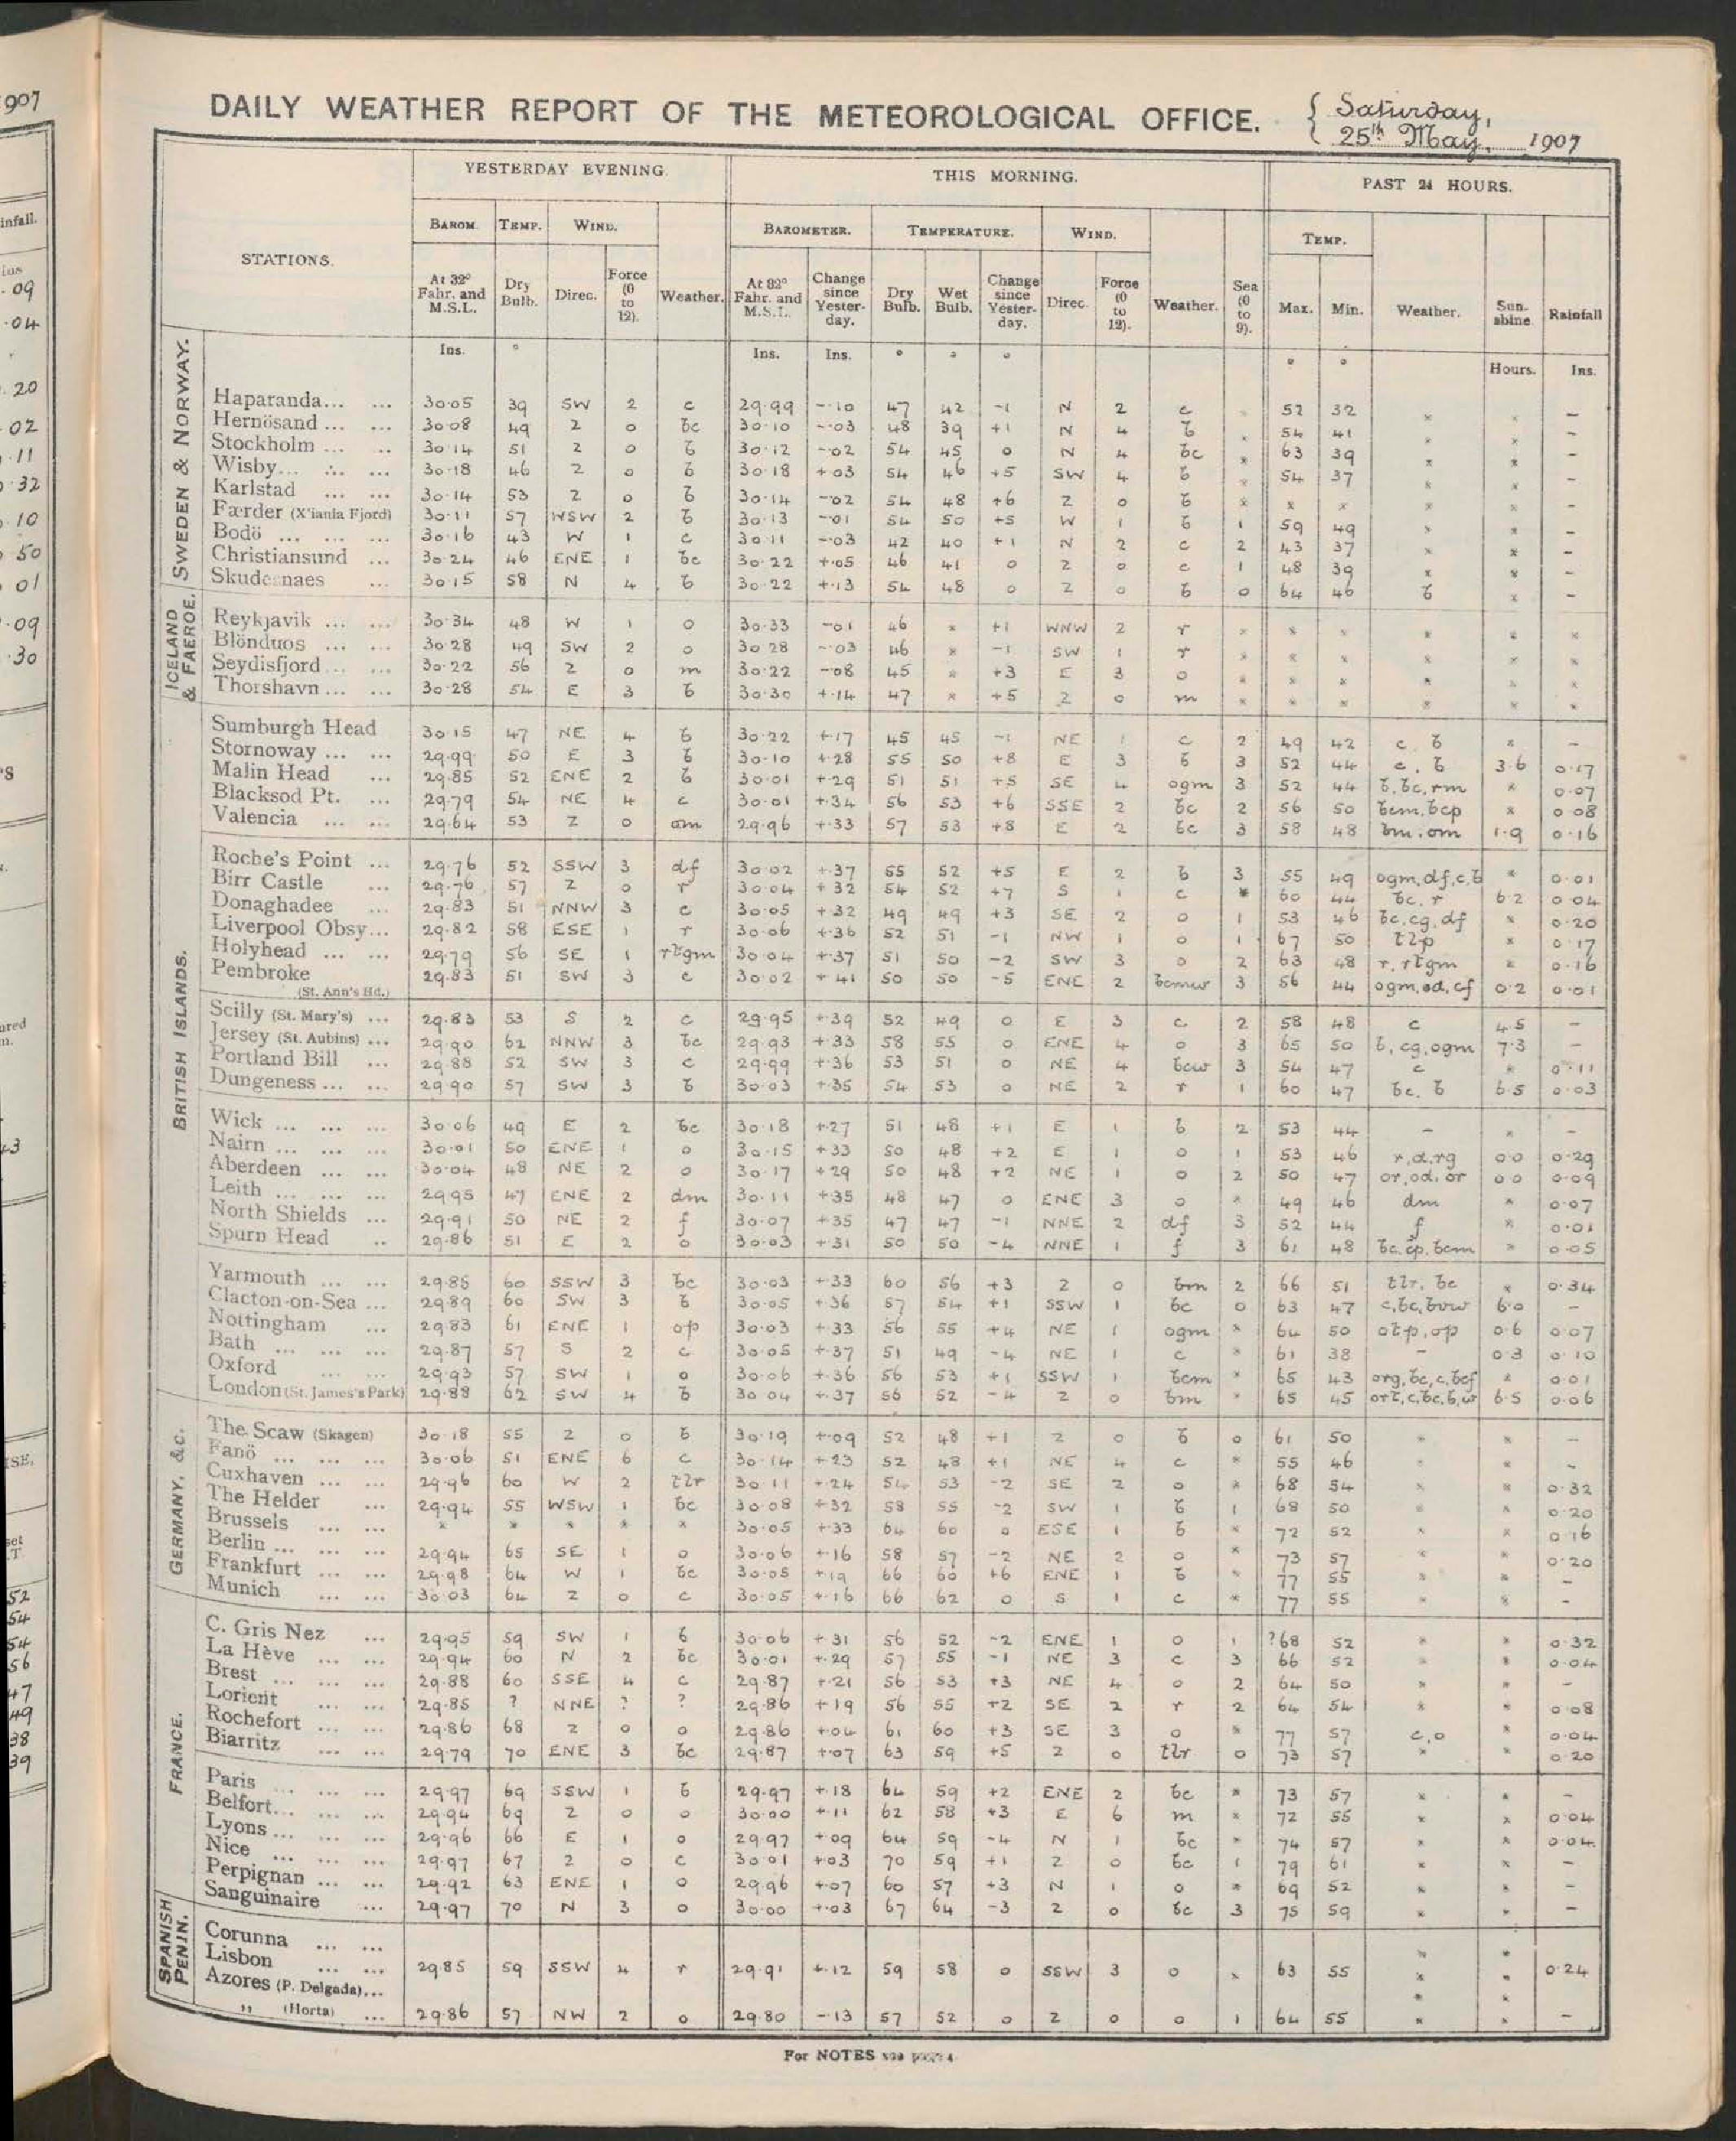 907
infall.
.09
.04
.20
.02
.11
.32
.10
50
01
.09
.30
DAILY WEATHER REPORT OF THE METEOROLOGICAL OFFICE. { Saturday, 25th May, 1907
YESTERDAY EVENING. THIS MORNING. PAST 24 HOURS.
STATIONS. BAROM. TEMP. WIND. Weather. BAROMETER. TEMPERATURE. WIND. Weather. Sea (0 to 9). TEMP. Weather. Sunshine Rainfall
At 32° Fahr. and M.S.L. Dry Bulb. Direc. Force (0 to 12). At 32° Fahr. and M.S.L. Change since Yesterday. Dry Bulb. Wet Bulb. Change since Yesterday. Direc. Force (0 to 12). Max. Min.
Ins. ° Ins. Ins. ° ° ° ° ° Hours. Ins.
SWEDEN & NORWAY.
Haparanda... ... 30.05 39 SW 2 c 29.99 -.10 47 42 -1 N 2 c * 52 32 * * -
Hernösand ... ... 30.08 49 Z 0 bc 30.10 -.03 48 39 +1 N 4 b * 54 41 * * -
Stockholm ... .. 30.14 51 Z 0 b 30.12 -.02 54 45 0 N 4 bc * 63 39 * * -
Wisby... ... ... 30.18 46 Z 0 b 30.18 +.03 54 46 +5 SW 4 b * 54 37 * * -
Karlstad ... ... 30.14 53 Z 0 b 30.14 -.02 54 48 +6 Z 0 b * * * * * -
Færder (X'iania Fjord) 30.11 57 WSW 2 b 30.13 -.01 54 50 +5 W 1 b 1 59 49 * * -
Bodö ... ... ... 30.16 43 W 1 c 30.11 -.03 42 40 +1 N 2 c 2 43 37 * * -
Christiansund ... 30.24 46 ENE 1 bc 30.22 +.05 46 41 0 Z 0 c 1 48 39 * * -
Skudesnaes ... 30.15 58 N 4 b 30.22 +.13 54 48 0 Z 0 b 0 64 46 b * -
ICELAND & FAEROE.
Reykjavik ... ... 30.34 48 W 1 o 30.33 -.01 46 * +1 WNW 2 r * * * * * *
Blönduos ... ... 30.28 49 SW 2 o 30.28 -.03 46 * -1 SW 1 r * * * * * *
Seydisfjord ... ... 30.22 56 Z 0 m 30.22 -.08 45 * +3 E 3 o * * * * * *
Thorshavn ... ... 30.28 54 E 3 b 30.30 +.14 47 * +5 Z 0 m * * * * * *
BRITISH ISLANDS.
Sumburgh Head 30.15 47 NE 4 b 30.22 +.17 45 45 -1 NE 1 c 2 49 42 c. b * -
Stornoway ... ... 29.99 50 E 3 b 30.10 +.28 55 50 +8 E 3 b 3 52 44 c. b 3.6 0.17
Malin Head ... 29.85 52 ENE 2 b 30.01 +.29 51 51 +5 SE 4 ogm 3 52 44 b, bc, rm * 0.07
Blacksod Pt. ... 29.79 54 NE 4 c 30.01 +.34 56 53 +6 SSE 2 bc 2 56 50 bcm, bcp * 0.08
Valencia ... ... 29.64 53 Z 0 om 29.96 +.33 57 53 +8 E 2 bc 3 58 48 bm, om 1.9 0.16
Roche's Point ... 29.76 52 SSW 3 df 30.02 +.37 55 52 +5 E 2 b 3 55 49 ogm, df, c, b * 0.01
Birr Castle ... 29.76 57 Z 0 r 30.04 +.32 54 52 +7 S 1 c * 60 44 bc, r 6.2 0.04
Donaghadee ... 29.83 51 NNW 3 c 30.05 +.32 49 49 +3 SE 2 o 1 53 46 bc, cg, df * 0.20
Liverpool Obsy... 29.82 58 ESE 1 r 30.06 +.36 52 51 -1 NW 1 o 1 67 50 tlp * 0.17
Holyhead ... ... 29.79 56 SE 1 rtgm 30.04 +.37 51 50 -2 SW 3 o 2 63 48 r, rtgm * 0.16
Pembroke (St. Ann's Hd.) 29.83 51 SW 3 c 30.02 +.41 50 50 -5 ENE 2 bcmw 3 56 44 ogm, od, cf 0.2 0.01
Scilly (St. Mary's) ... 29.83 53 S 2 c 29.95 +.39 52 49 0 E 3 c 2 58 48 c 4.5 -
Jersey (St. Aubins) ... 29.90 62 NNW 3 bc 29.93 +.33 58 55 0 ENE 4 o 3 65 50 b, cg, ogm 7.3 -
Portland Bill ... 29.88 52 SW 3 c 29.99 +.36 53 51 0 NE 4 bcw 3 54 47 c * 0.11
Dungeness ... ... 29.90 57 SW 3 b 30.03 +.35 54 53 0 NE 2 r 1 60 47 bc. b 6.5 0.03
Wick ... ... ... 30.06 49 E 2 bc 30.18 +.27 51 48 +1 E 1 b 2 53 44 - * -
Nairn ... ... ... 30.01 50 ENE 1 o 30.15 +.33 50 48 +2 E 1 o 1 53 46 r, d, rg 0.0 0.29
Aberdeen ... ... 30.04 48 NE 2 o 30.17 +.29 50 48 +2 NE 1 o 2 50 47 or, od, or 0.0 0.09
Leith ... ... ... 29.95 47 ENE 2 dm 30.11 +.35 48 47 0 ENE 3 o * 49 46 dm * 0.07
North Shields ... 29.91 50 NE 2 f 30.07 +.35 47 47 -1 NNE 2 df 3 52 44 f * 0.01
Spurn Head .. 29.86 51 E 2 o 30.03 +.31 50 50 -4 NNE 1 f 3 61 48 bc, cp, bcm * 0.05
Yarmouth ... ... 29.85 60 SSW 3 bc 30.03 +.33 60 56 +3 Z 0 bm 2 66 51 tlr, bc * 0.34
Clacton-on-Sea ... 29.89 60 SW 3 b 30.05 +.36 57 54 +1 SSW 1 bc 0 63 47 c, bc, bvw 6.0 -
Nottingham ... 29.83 61 ENE 1 op 30.03 +.33 56 55 +4 NE 1 ogm * 64 50 otp, op 0.6 0.07
Bath ... ... ... 29.87 57 S 2 c 30.05 +.37 51 49 -4 NE 1 c * 61 38 - 0.3 0.10
Oxford ... ... 29.93 57 SW 1 o 30.06 +.36 56 53 +1 SSW 1 bcm * 65 43 org, bc, c, bcf * 0.01
London (St. James's Park) 29.88 62 SW 4 b 30.04 +.37 56 52 -4 Z 0 bm * 65 45 ort, c, bc, b, w 6.5 0.06
GERMANY, &c.
The Scaw (Skagen) 30.18 55 Z 0 b 30.19 +.09 52 48 +1 Z 0 b 0 61 50 * * -
Fanö ... ... ... 30.06 51 ENE 6 c 30.14 +.23 52 48 +1 NE 4 c * 55 46 * * -
Cuxhaven ... ... 29.96 60 W 2 tlr 30.11 +.24 54 53 -2 SE 2 o * 68 54 * * 0.32
The Helder ... 29.94 55 WSW 1 bc 30.08 +.32 58 55 -2 SW 1 b 1 68 50 * * 0.20
Brussels ... ... * * * * * 30.05 +.33 64 60 0 ESE 1 b * 72 52 * * 0.16
Berlin ... ... ... 29.94 65 SE 1 o 30.06 +.16 58 57 -2 NE 2 o * 73 57 * * 0.20
Frankfurt ... ... 29.98 64 W 1 bc 30.05 +.19 66 60 +6 ENE 1 b * 77 55 * * -
Munich ... ... 30.03 64 Z 0 c 30.05 +.16 66 62 0 S 1 c * 77 55 * * -
FRANCE.
C. Gris Nez ... 29.95 59 SW 1 b 30.06 +.31 56 52 -2 ENE 1 o 1 ?68 52 * * 0.32
La Hève ... ... 29.94 60 N 2 bc 30.01 +.29 57 55 -1 NE 3 c 3 66 52 * * 0.04
Brest ... ... ... 29.88 60 SSE 4 c 29.87 +.21 56 53 +3 NE 4 o 2 64 50 * * -
Lorient ... ... 29.85 ? NNE ? ? 29.86 +.19 56 55 +2 SE 2 r 2 64 54 * * 0.08
Rochefort ... ... 29.86 68 Z 0 o 29.86 +.04 61 60 +3 SE 3 o * 77 57 c,o * 0.04
Biarritz ... ... 29.79 70 ENE 3 bc 29.87 +.07 63 59 +5 Z 0 tlr 0 73 57 * * 0.20
Paris ... ... ... 29.97 69 SSW 1 b 29.97 +.18 64 59 +2 ENE 2 bc * 73 57 * * -
Belfort... ... ... 29.94 69 Z 0 o 30.00 +.11 62 58 +3 E 6 m * 72 55 * * 0.04
Lyons ... ... ... 29.96 66 E 1 o 29.97 +.09 64 59 -4 N 1 bc * 74 57 * * 0.04
Nice ... ... ... 29.97 67 Z 0 c 30.01 +.03 70 59 +1 Z 0 bc 1 79 61 * * -
Perpignan ... ... 29.92 63 ENE 1 o 29.96 +.07 60 57 +3 N 1 o * 69 52 * * -
Sanguinaire ... 29.97 70 N 3 o 30.00 +.03 67 64 -3 Z 0 bc 3 75 59 * * -
SPANISH PENIN.
Corunna ... ... * *
Lisbon ... ... 29.85 59 SSW 4 r 29.91 +.12 59 58 0 SSW 3 o * 63 55 * * 0.24
Azores (P. Delgada)... * *
" (Horta) ... 29.86 57 NW 2 o 29.80 -.13 57 52 0 Z 0 o 1 64 55 * * -
For NOTES see page 4